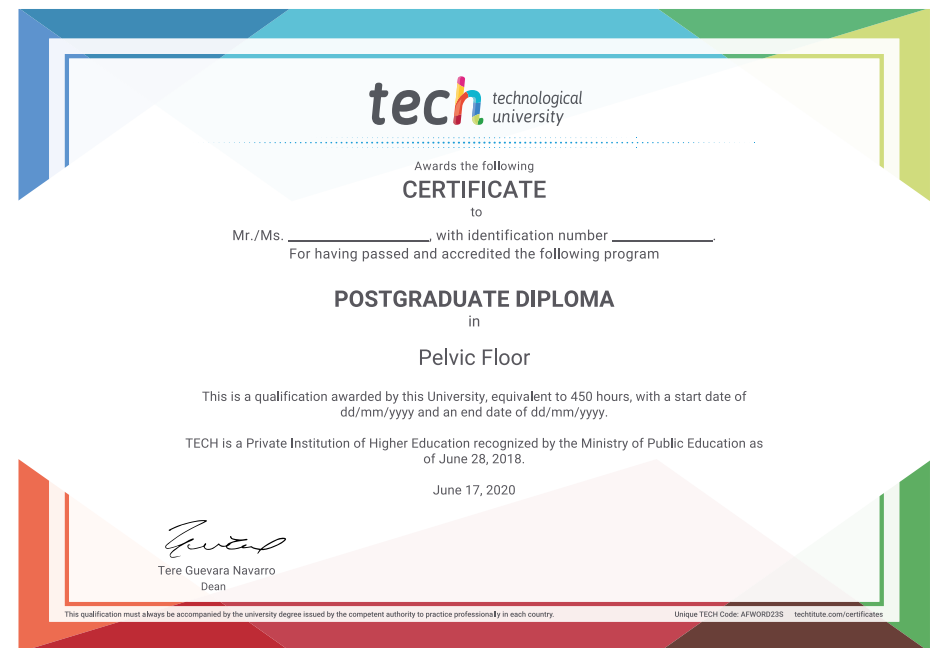 tech technological
university
Awards the following
CERTIFICATE
to
Mr./Ms. ____________________, with identification number ______________.
For having passed and accredited the following program
POSTGRADUATE DIPLOMA
in
Pelvic Floor
This is a qualification awarded by this University, equivalent to 450 hours, with a start date of
dd/mm/yyyy and an end date of dd/mm/yyyy.
TECH is a Private Institution of Higher Education recognized by the Ministry of Public Education as
of June 28, 2018.
June 17, 2020
Tere Guevara Navarro
Dean
This qualification must always be accompanied by the university degree issued by the competent authority to practice professionally in each country.
Unique TECH Code: AFWORD23S techtitute.com/certificates